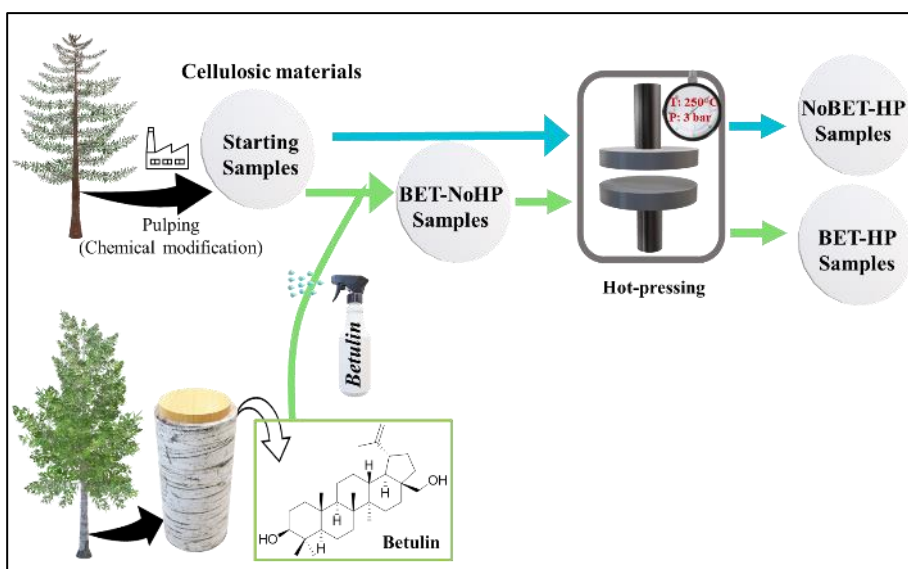 Cellulosic materials
Starting
Samples
Pulping
(Chemical modification)
BET-NoHP
Samples
T: 250°C
P: 3 bar
Hot-pressing
NoBET-HP
Samples
BET-HP
Samples
Betulin
H
H
OH
H
HO
H
Betulin